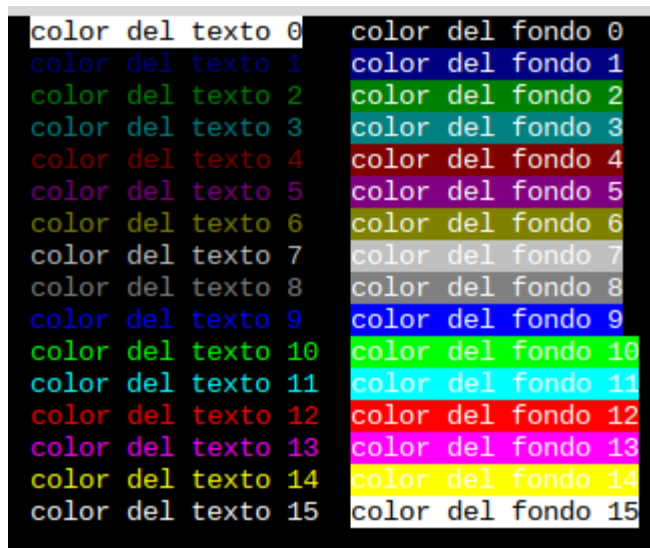 color del texto 0 color del fondo 0
color del texto 1 color del fondo 1
color del texto 2 color del fondo 2
color del texto 3 color del fondo 3
color del texto 4 color del fondo 4
color del texto 5 color del fondo 5
color del texto 6 color del fondo 6
color del texto 7 color del fondo 7
color del texto 8 color del fondo 8
color del texto 9 color del fondo 9
color del texto 10 color del fondo 10
color del texto 11 color del fondo 11
color del texto 12 color del fondo 12
color del texto 13 color del fondo 13
color del texto 14 color del fondo 14
color del texto 15 color del fondo 15